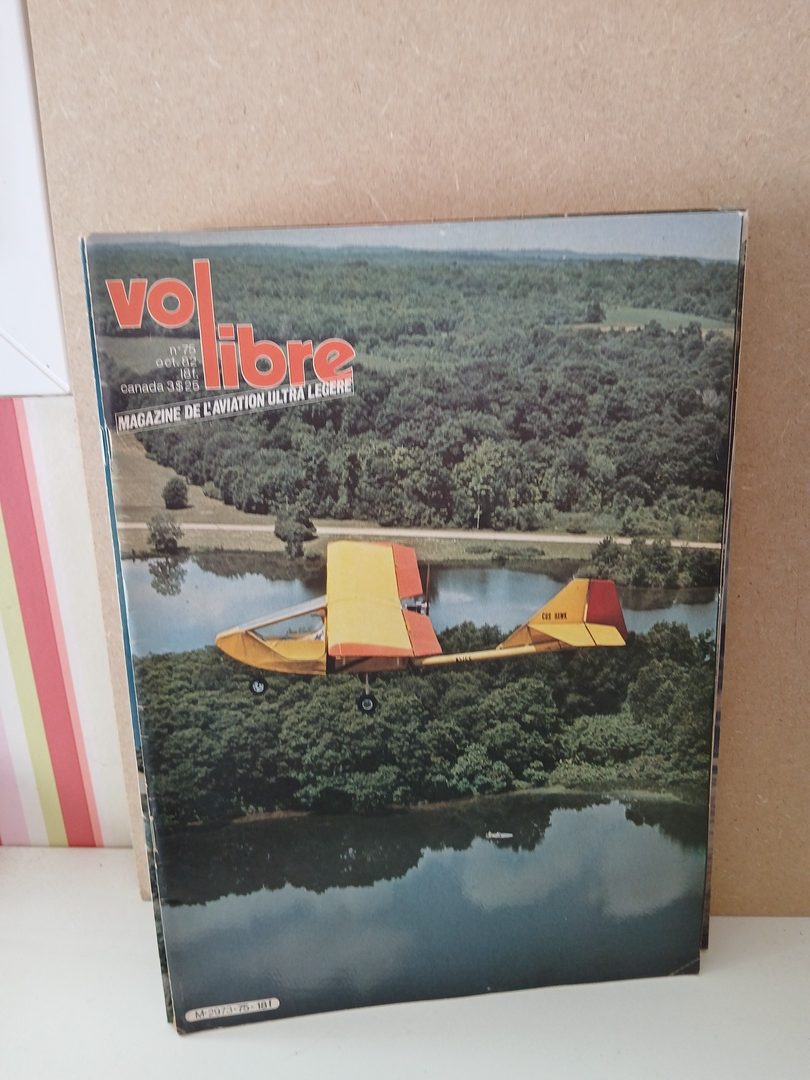 vol
libre
n°75
oct. 82
18f.
canada 3$25
MAGAZINE DE L'AVIATION ULTRA LEGERE
CGS HAWK
M-2973-75-18f